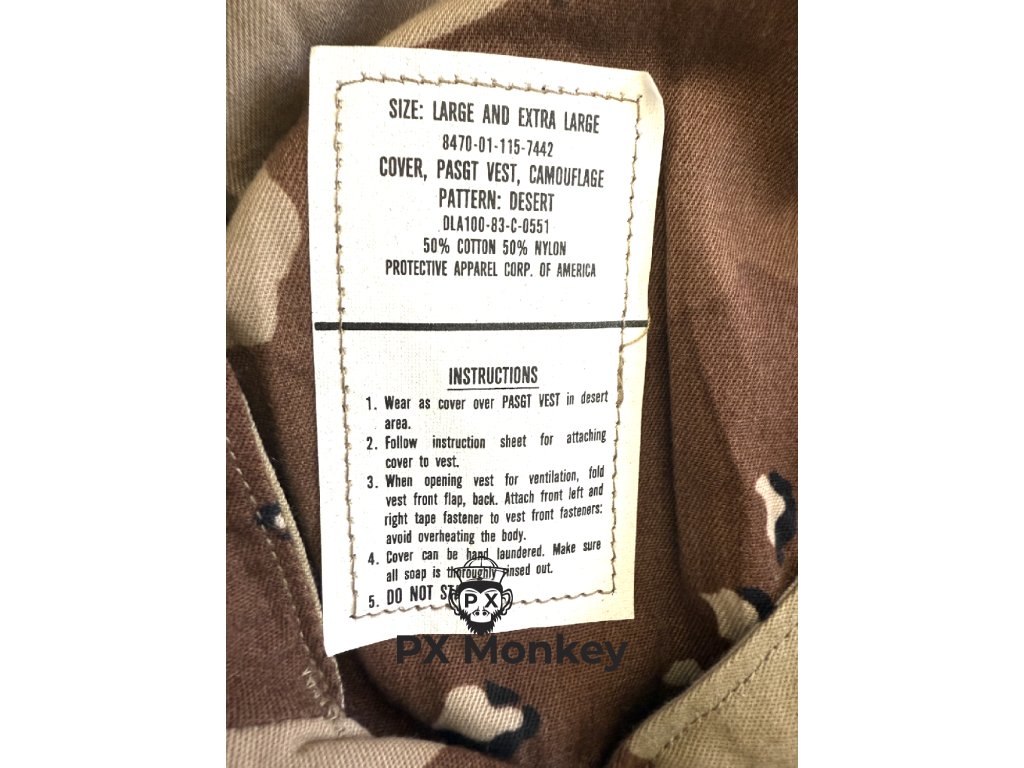 SIZE: LARGE AND EXTRA LARGE
8470-01-115-7442
COVER, PASGT VEST, CAMOUFLAGE
PATTERN: DESERT
DLA100-83-C-0551
50% COTTON 50% NYLON
PROTECTIVE APPAREL CORP. OF AMERICA
INSTRUCTIONS
1. Wear as cover over PASGT VEST in desert
area.
2. Follow instruction sheet for attaching
cover to vest.
3. When opening vest for ventilation, fold
vest front flap, back. Attach front left and
right tape fastener to vest front fasteners:
avoid overheating the body.
4. Cover can be hand laundered. Make sure
all soap is thoroughly rinsed out.
5. DO NOT
PX
PX Monkey